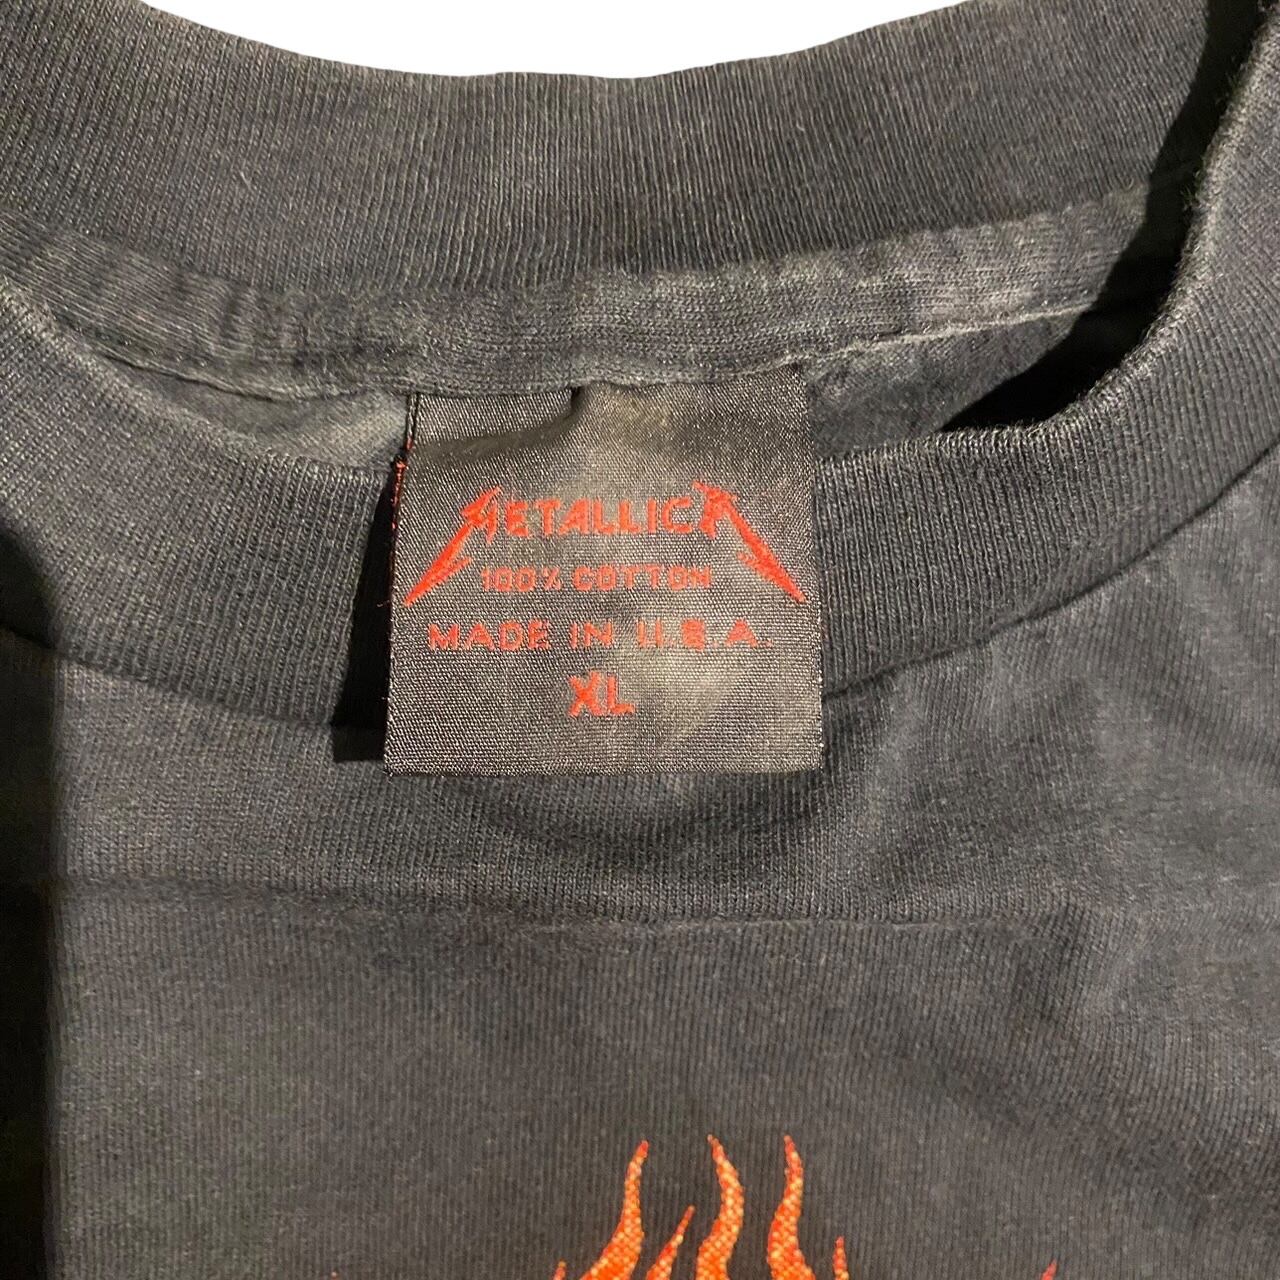 METALLICA
100% COTTON
MADE IN U.S.A.
XL